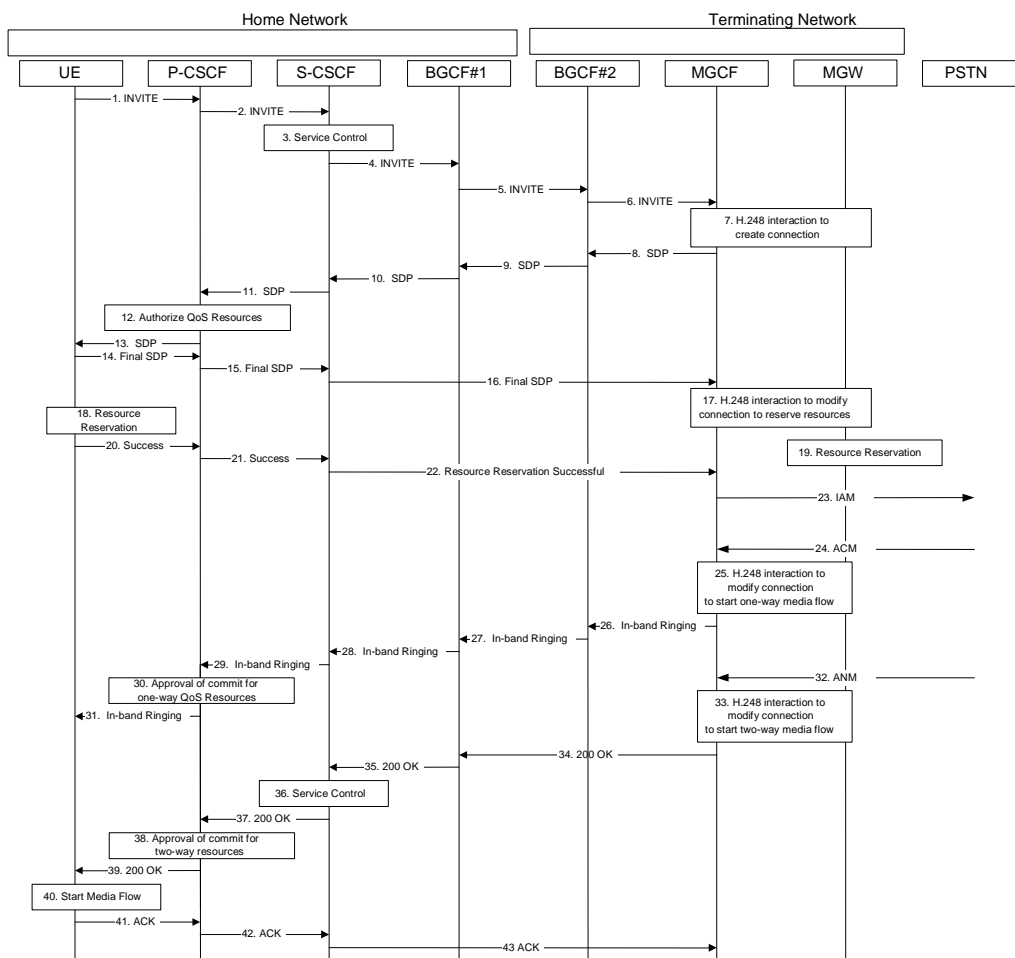 Home Network
Terminating Network
UE
P-CSCF
S-CSCF
BGCF#1
BGCF#2
MGCF
MGW
PSTN
1. INVITE
2. INVITE
3. Service Control
4. INVITE
5. INVITE
6. INVITE
7. H.248 interaction to
create connection
8. SDP
9. SDP
10. SDP
11. SDP
12. Authorize QoS Resources
13. SDP
14. Final SDP
15. Final SDP
16. Final SDP
17. H.248 interaction to modify
connection to reserve resources
18. Resource
Reservation
20. Success
19. Resource Reservation
21. Success
22. Resource Reservation Successful
23. IAM
24. ACM
25. H.248 interaction to
modify connection
to start one-way media flow
26. In-band Ringing
27. In-band Ringing
28. In-band Ringing
29. In-band Ringing
30. Approval of commit for
one-way QoS Resources
32. ANM
31. In-band Ringing
33. H.248 interaction to
modify connection
to start two-way media flow
34. 200 OK
35. 200 OK
36. Service Control
37. 200 OK
38. Approval of commit for
two-way resources
39. 200 OK
40. Start Media Flow
41. ACK
42. ACK
43 ACK